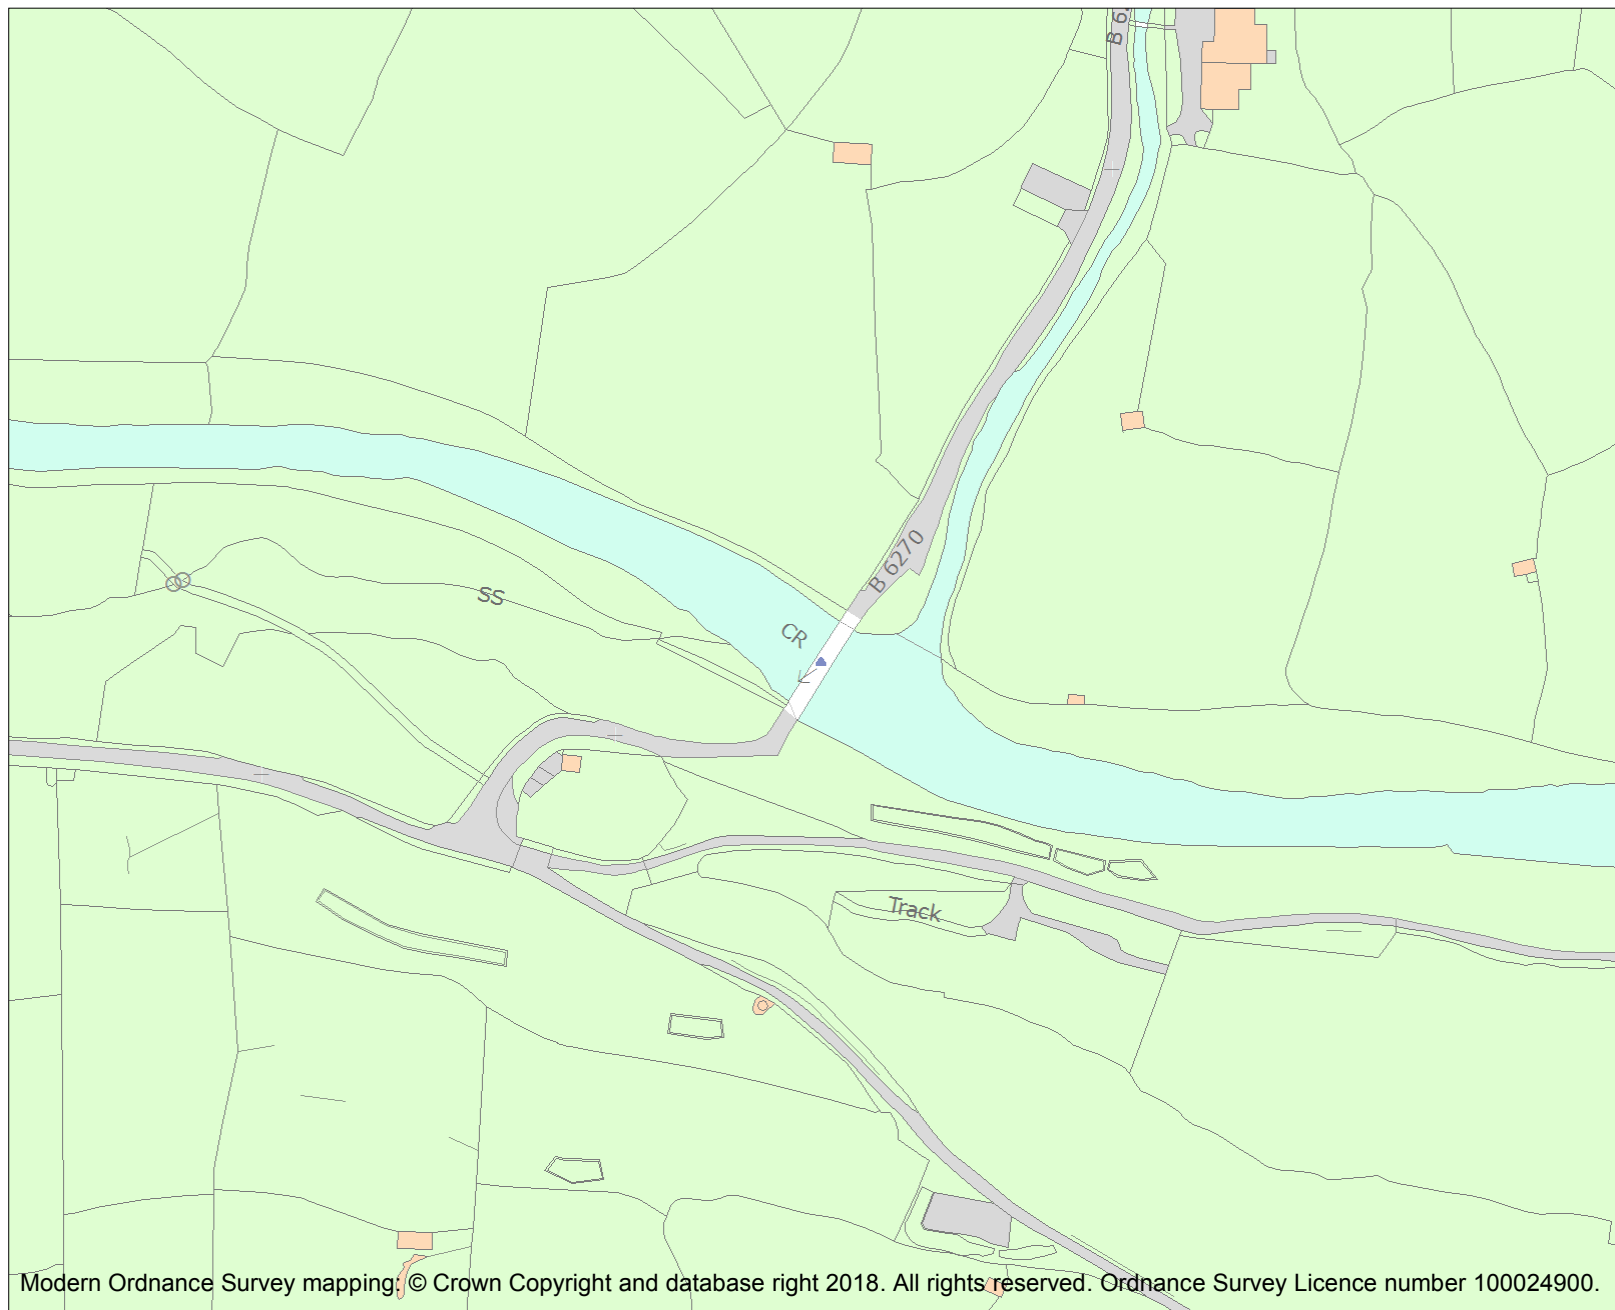 B 6
B 6270
SS
CR
Track
Modern Ordnance Survey mapping: © Crown Copyright and database right 2018. All rights reserved. Ordnance Survey Licence number 100024900.